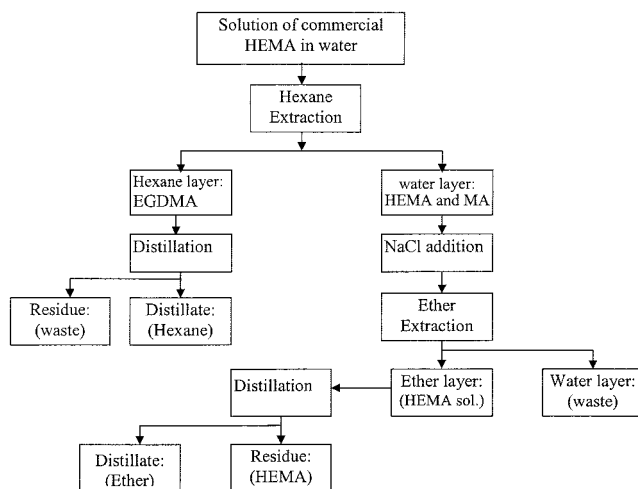 Solution of commercial
HEMA in water
Hexane
Extraction
Hexane layer:
EGDMA
water layer:
HEMA and MA
Distillation
NaCl addition
Residue:
(waste)
Distillate:
(Hexane)
Ether
Extraction
Distillation
Ether layer:
(HEMA sol.)
Water layer:
(waste)
Distillate:
(Ether)
Residue:
(HEMA)